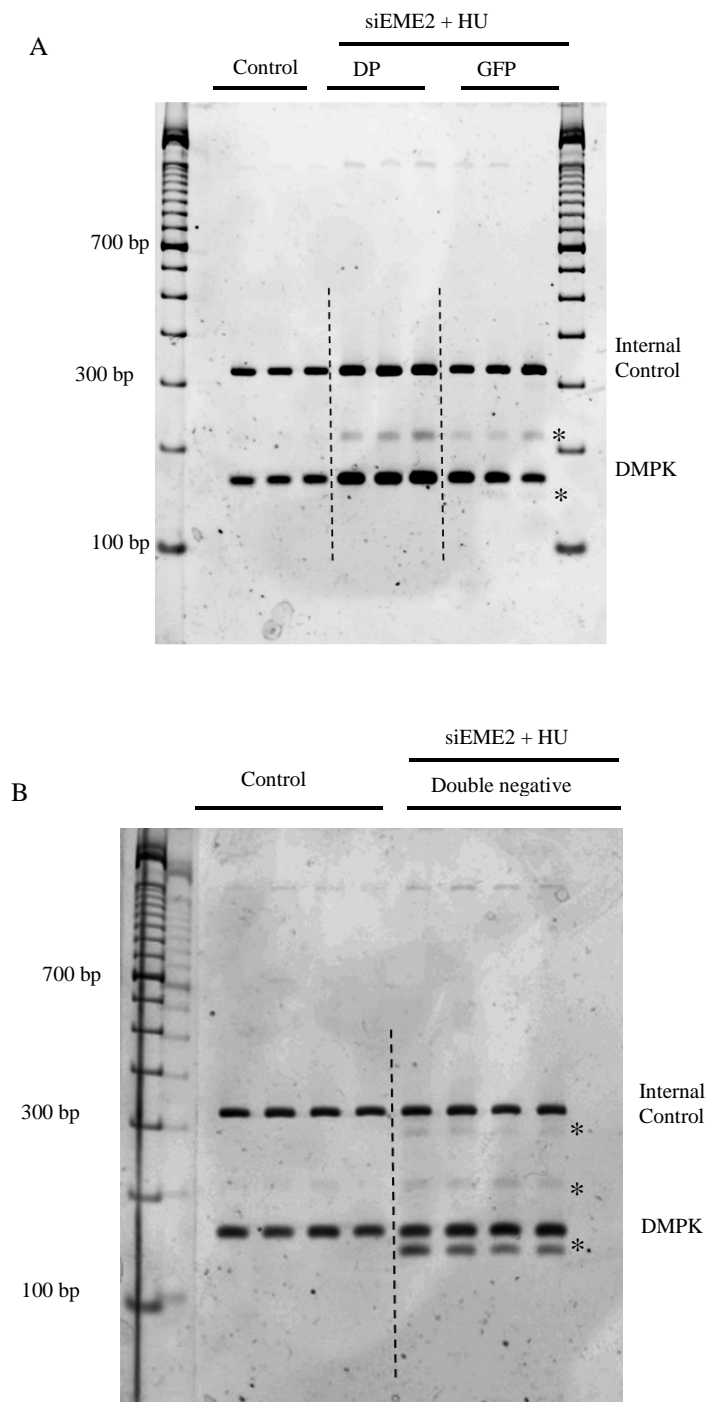 siEME2 + HU
A
Control
DP
GFP
700 bp
Internal
Control
300 bp
*
DMPK
*
100 bp
siEME2 + HU
B
Control
Double negative
700 bp
Internal
Control
300 bp
*
*
DMPK
*
100 bp